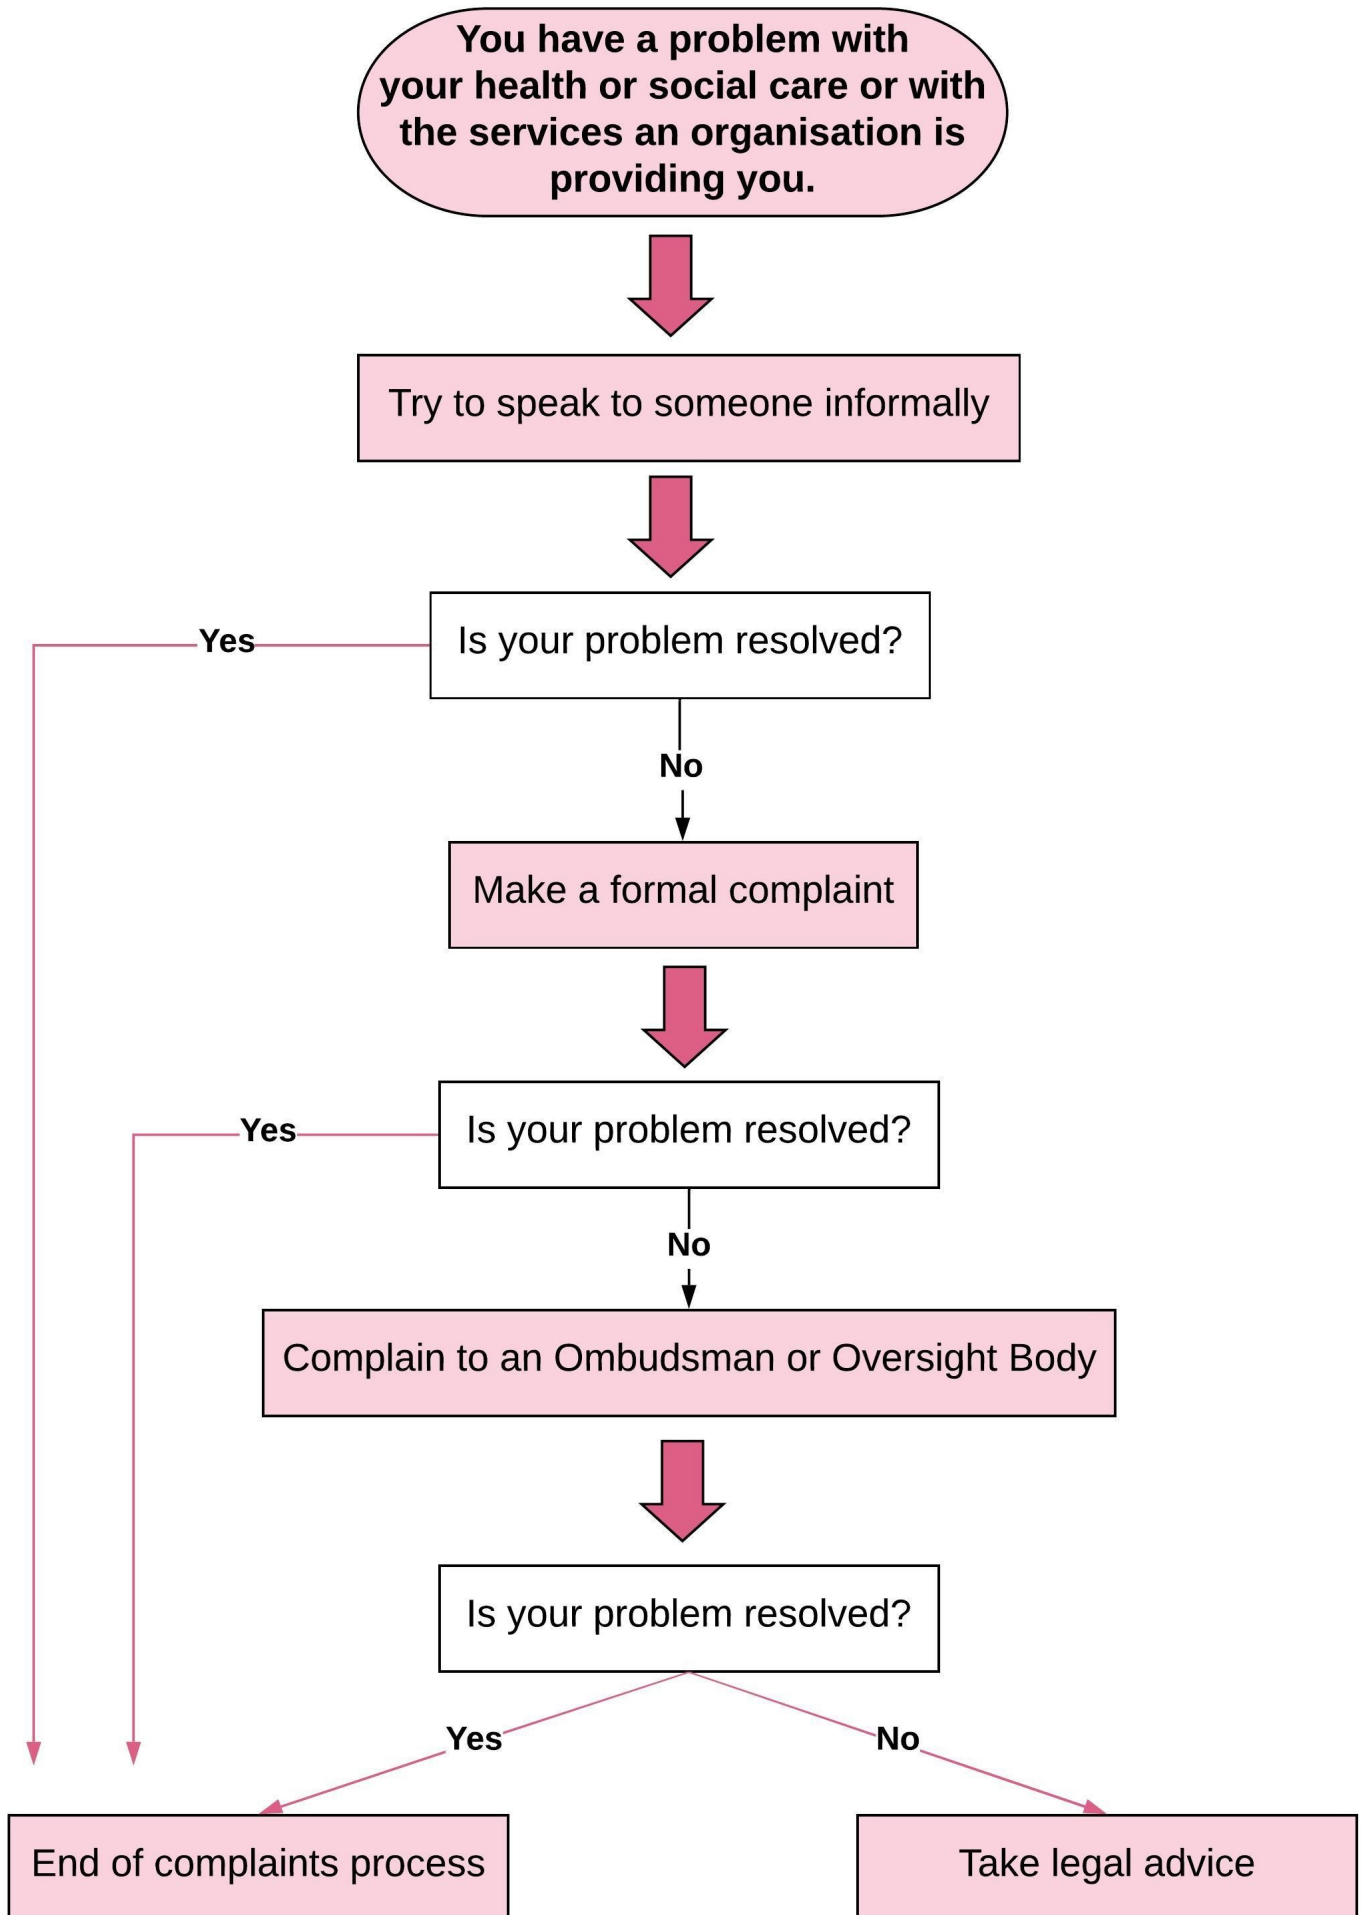 You have a problem with
your health or social care or with
the services an organisation is
providing you.
Try to speak to someone informally
Is your problem resolved?
Yes
No
Make a formal complaint
Is your problem resolved?
Yes
No
Complain to an Ombudsman or Oversight Body
Is your problem resolved?
Yes
No
End of complaints process
Take legal advice